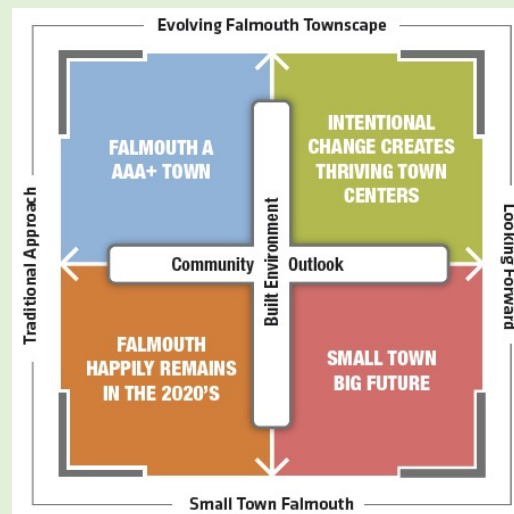 Evolving Falmouth Townscape
FALMOUTH A
AAA+ TOWN
INTENTIONAL
CHANGE CREATES
THRIVING TOWN
CENTERS
Traditional Approach
Community Outlook
Built Environment
Looking Forward
FALMOUTH
HAPPILY REMAINS
IN THE 2020'S
SMALL TOWN
BIG FUTURE
Small Town Falmouth